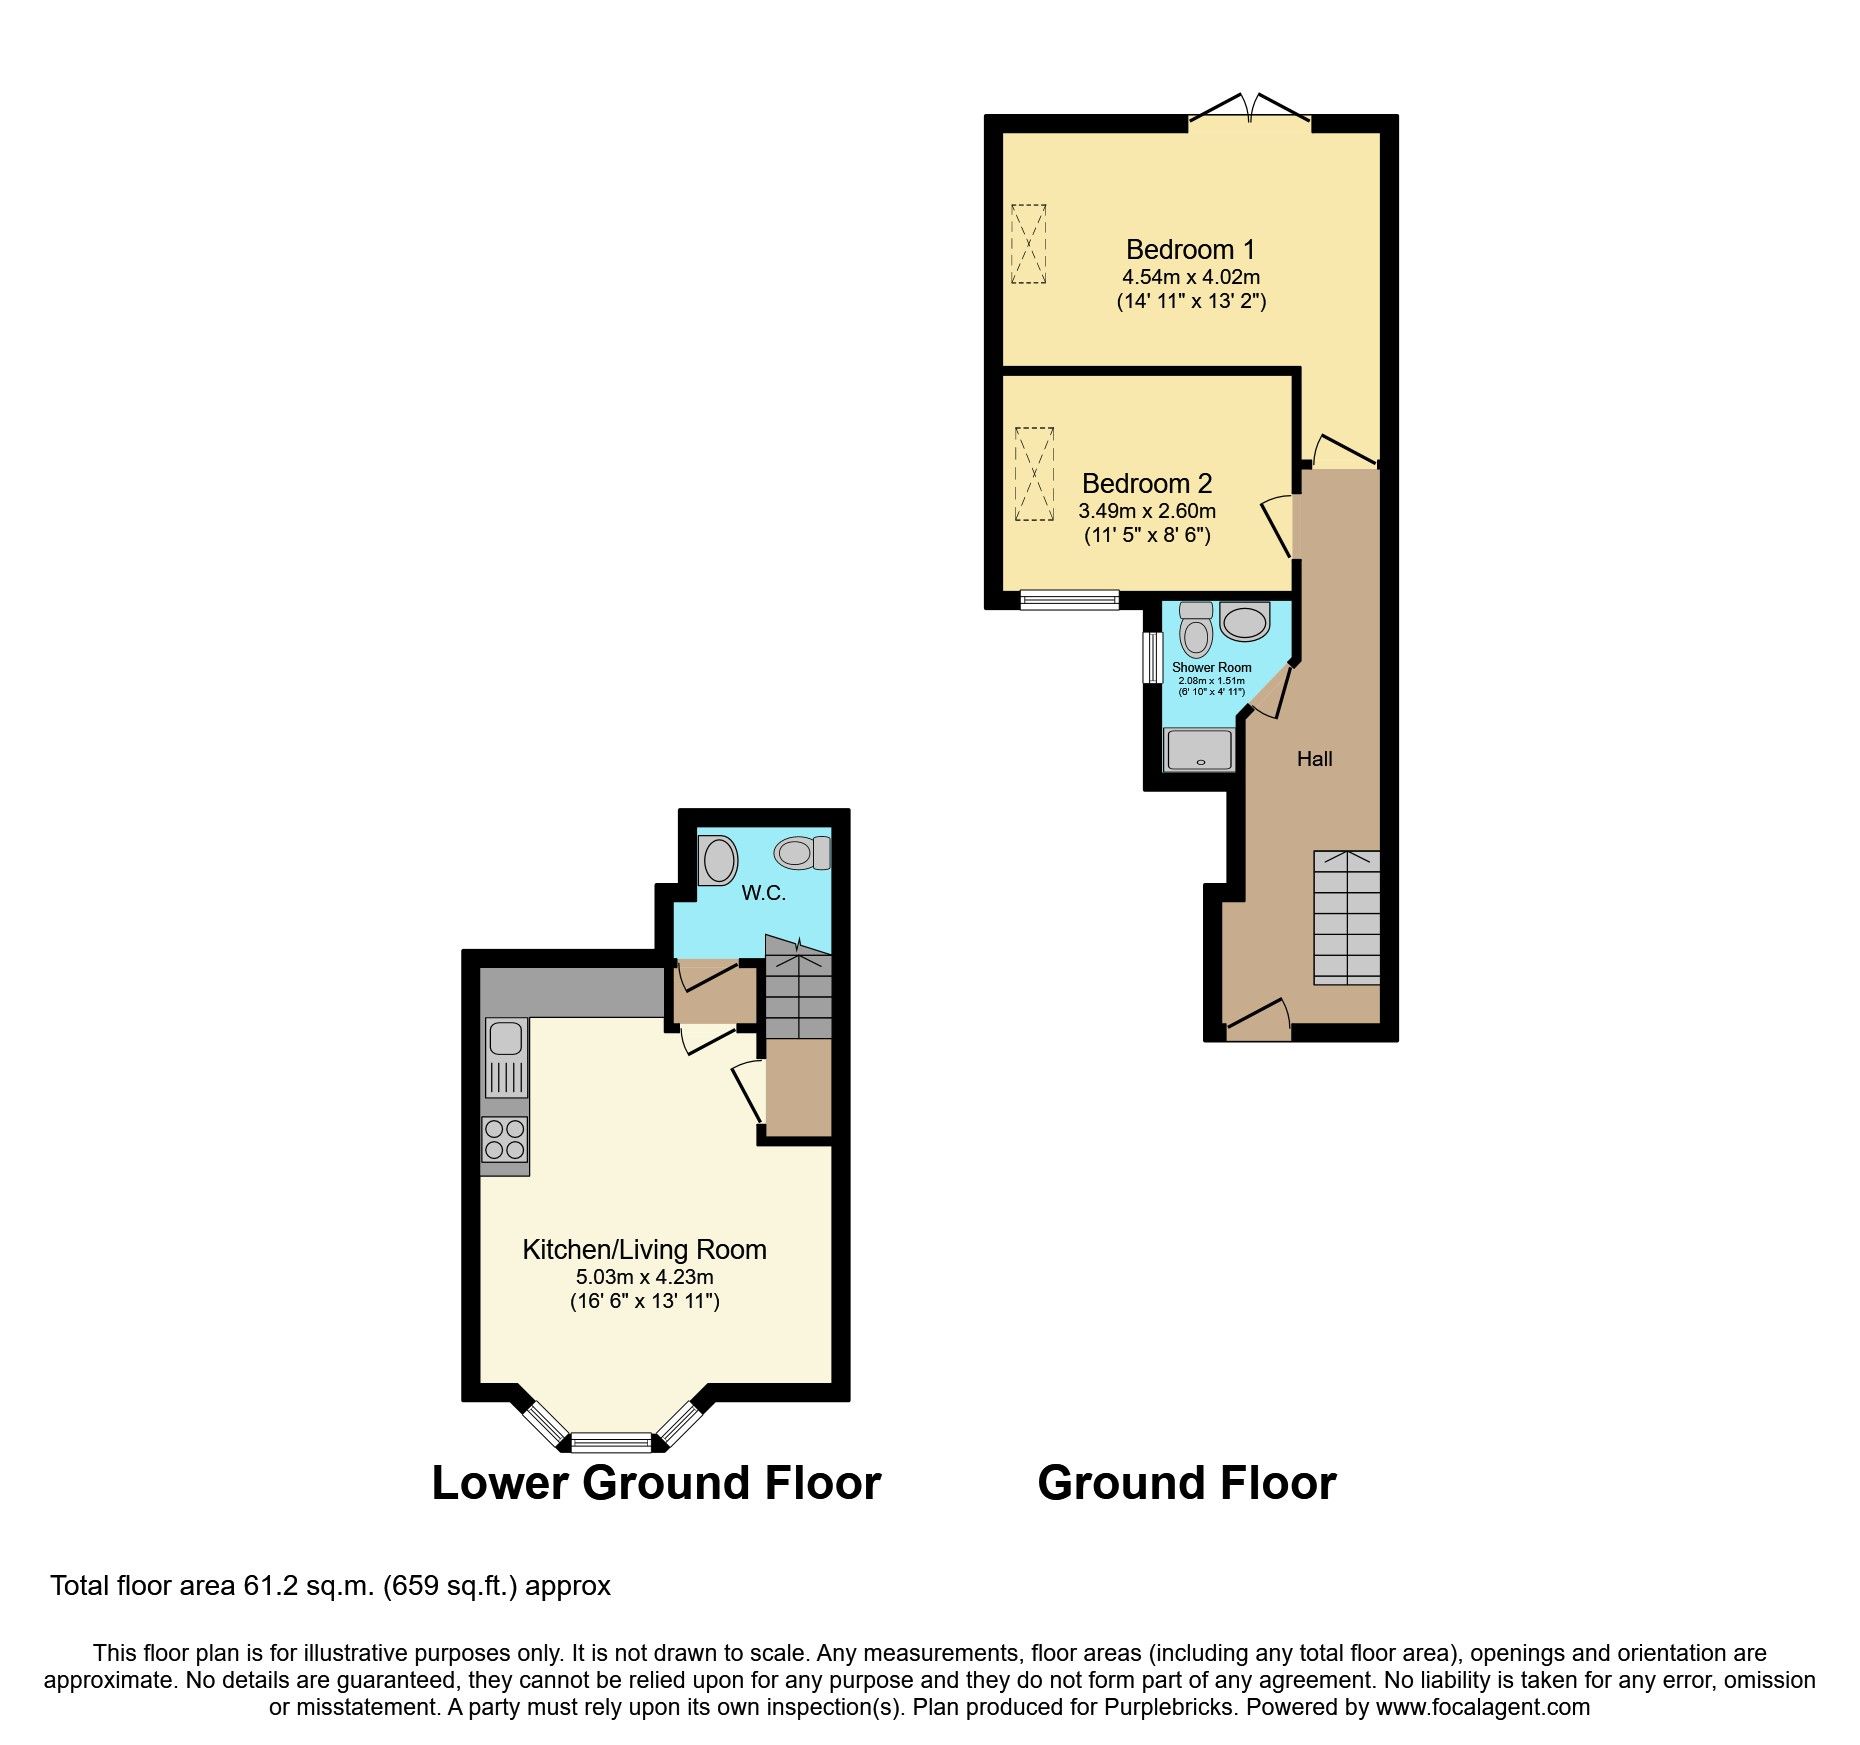 Bedroom 1
4.54m x 4.02m
(14' 11" x 13' 2")
Bedroom 2
3.49m x 2.60m
(11' 5" x 8' 6")
Shower Room
2.08m x 1.51m
(6' 10" x 4' 11")
Hall
W.C.
Kitchen/Living Room
5.03m x 4.23m
(16' 6" x 13' 11")
Lower Ground Floor
Ground Floor
Total floor area 61.2 sq.m. (659 sq.ft.) approx
This floor plan is for illustrative purposes only. It is not drawn to scale. Any measurements, floor areas (including any total floor area), openings and orientation are
approximate. No details are guaranteed, they cannot be relied upon for any purpose and they do not form part of any agreement. No liability is taken for any error, omission
or misstatement. A party must rely upon its own inspection(s). Plan produced for Purplebricks. Powered by www.focalagent.com